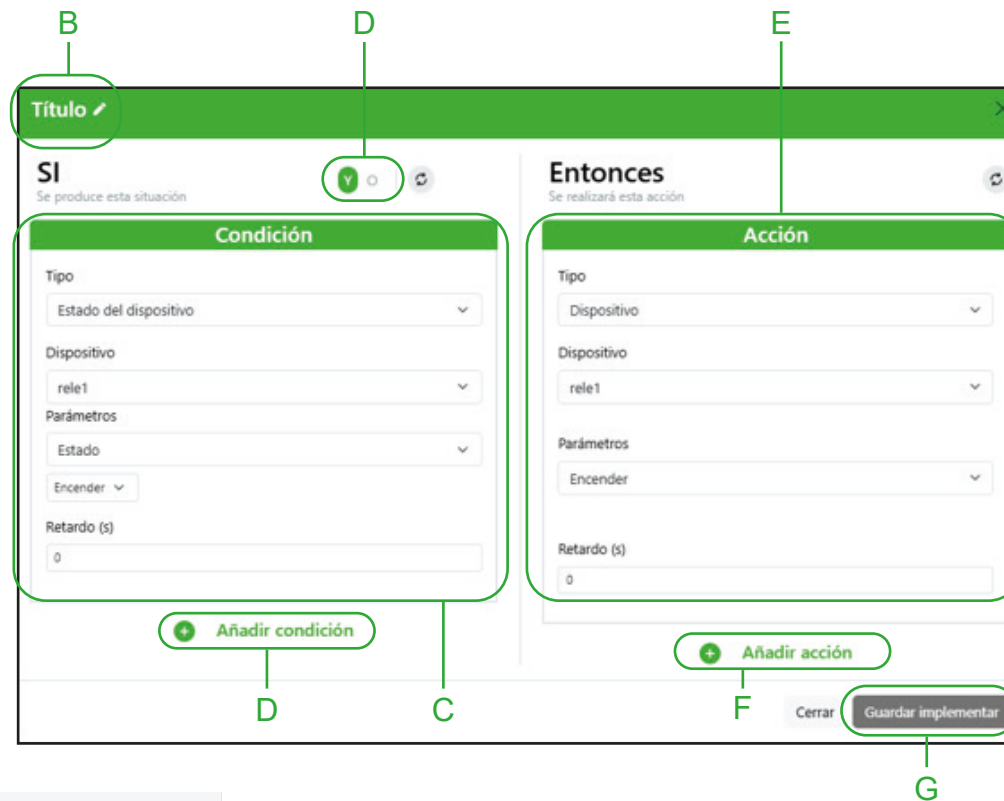 B D E
Título
SI
Se produce esta situación
Y O
Entonces
Se realizará esta acción
Condición
Tipo
Estado del dispositivo
Dispositivo
rele1
Parámetros
Estado
Encender
Retardo (s)
0
Añadir condición
Acción
Tipo
Dispositivo
Dispositivo
rele1
Parámetros
Encender
Retardo (s)
0
Añadir acción
D C F
Cerrar Guardar implementar
G